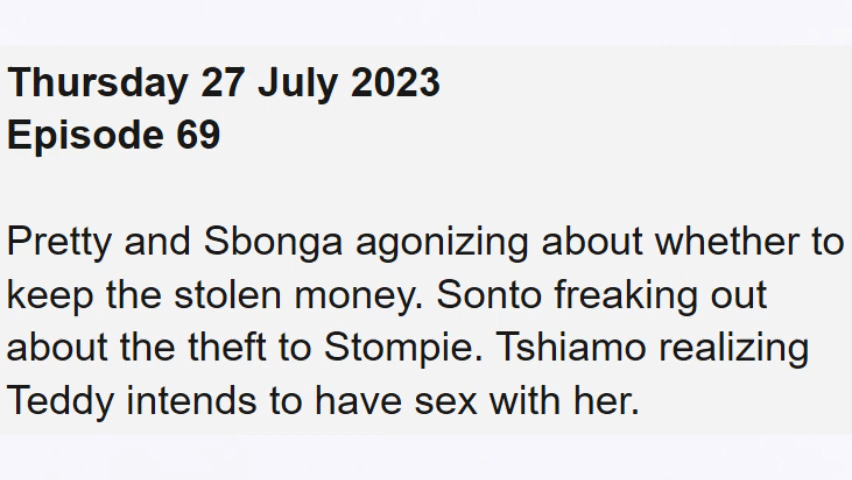 Thursday 27 July 2023
Episode 69
Pretty and Sbonga agonizing about whether to
keep the stolen money. Sonto freaking out
about the theft to Stompie. Tshiamo realizing
Teddy intends to have sex with her.